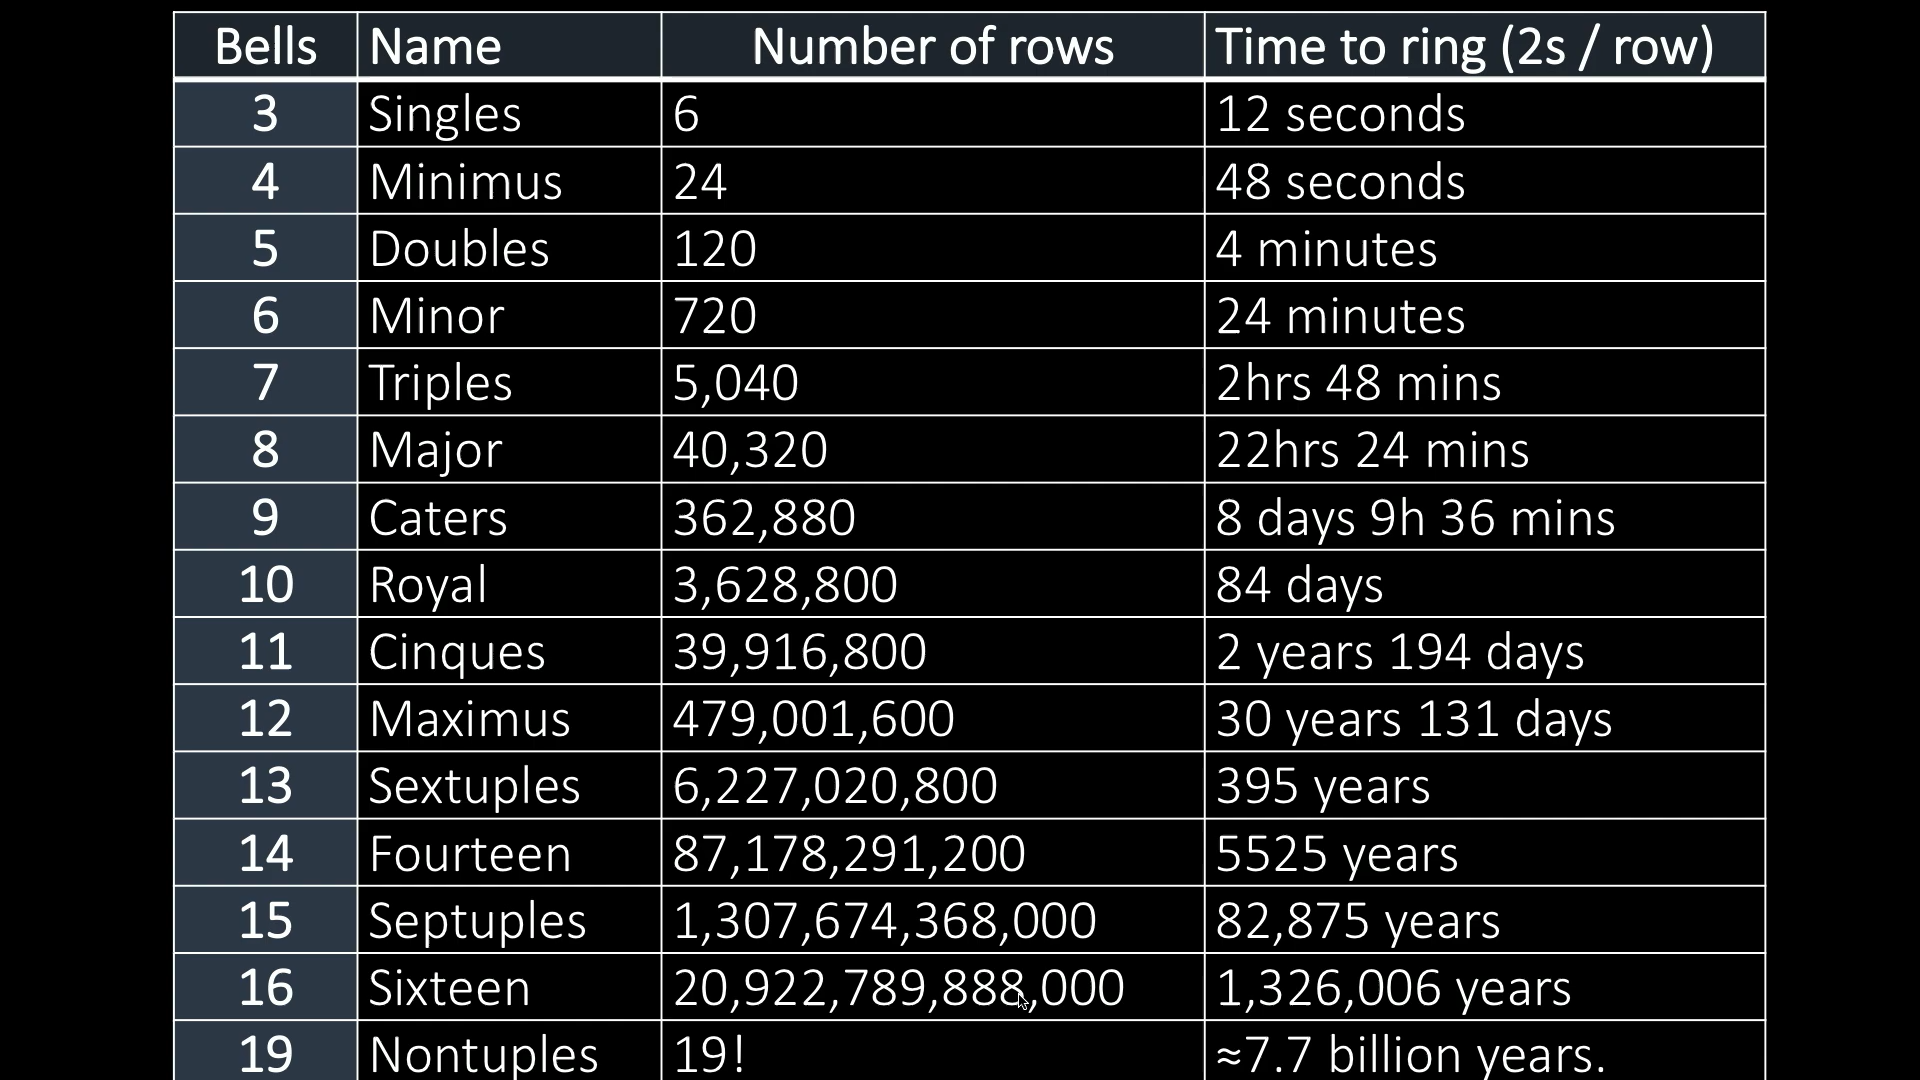 Bells Name Number of rows Time to ring (2s / row)
3 Singles 6 12 seconds
4 Minimus 24 48 seconds
5 Doubles 120 4 minutes
6 Minor 720 24 minutes
7 Triples 5,040 2hrs 48 mins
8 Major 40,320 22hrs 24 mins
9 Caters 362,880 8 days 9h 36 mins
10 Royal 3,628,800 84 days
11 Cinques 39,916,800 2 years 194 days
12 Maximus 479,001,600 30 years 131 days
13 Sextuples 6,227,020,800 395 years
14 Fourteen 87,178,291,200 5525 years
15 Septuples 1,307,674,368,000 82,875 years
16 Sixteen 20,922,789,888,000 1,326,006 years
19 Nontuples 19! ≈7.7 billion years.